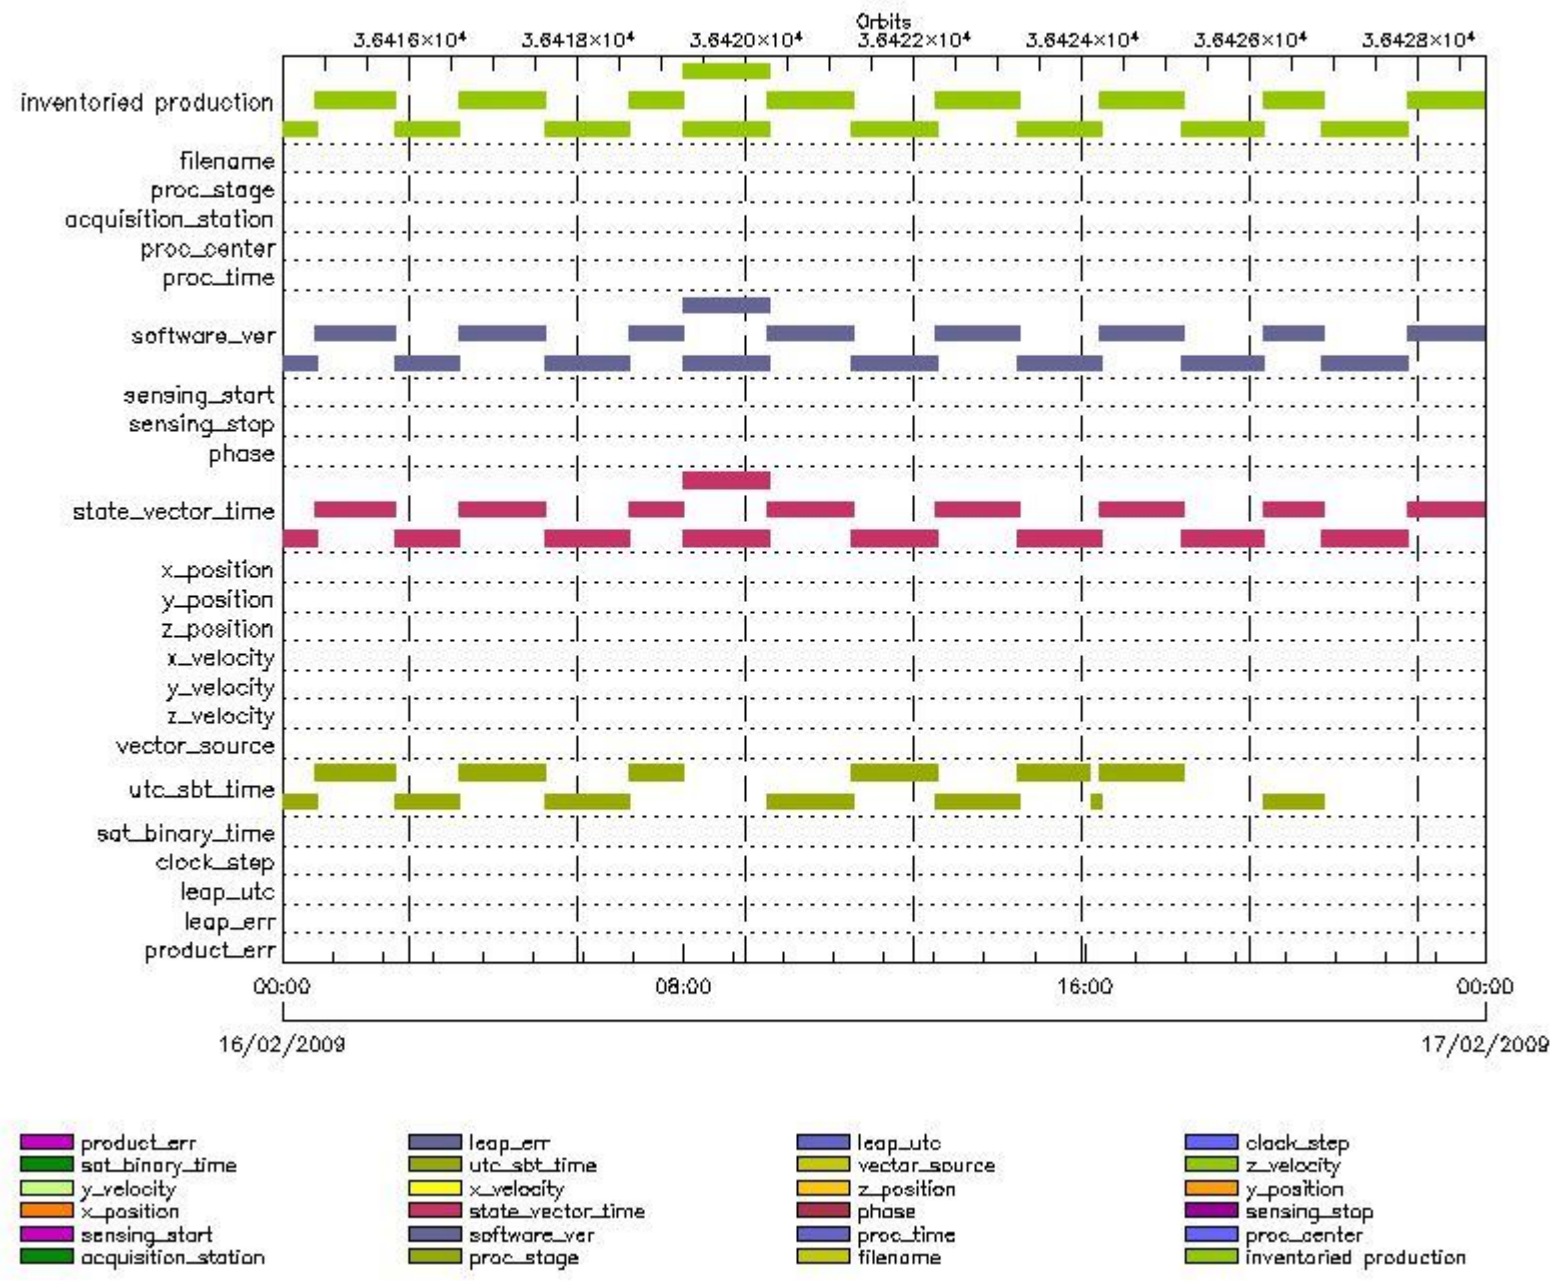 Orbits
3.6416×10⁴ 3.6418×10⁴ 3.6420×10⁴ 3.6422×10⁴ 3.6424×10⁴ 3.6426×10⁴ 3.6428×10⁴
inventoried production
filename
proc_stage
acquisition_station
proc_center
proc_time
software_ver
sensing_start
sensing_stop
phase
state_vector_time
x_position
y_position
z_position
x_velocity
y_velocity
z_velocity
vector_source
utc_sbt_time
sat_binary_time
clock_step
leap_utc
leap_err
product_err
00:00 08:00 16:00 00:00
16/02/2009 17/02/2009
product_err leap_err leap_utc clock_step
sat_binary_time utc_sbt_time vector_source z_velocity
y_velocity x_velocity z_position y_position
x_position state_vector_time phase sensing_stop
sensing_start software_ver proc_time proc_center
acquisition_station proc_stage filename inventoried production